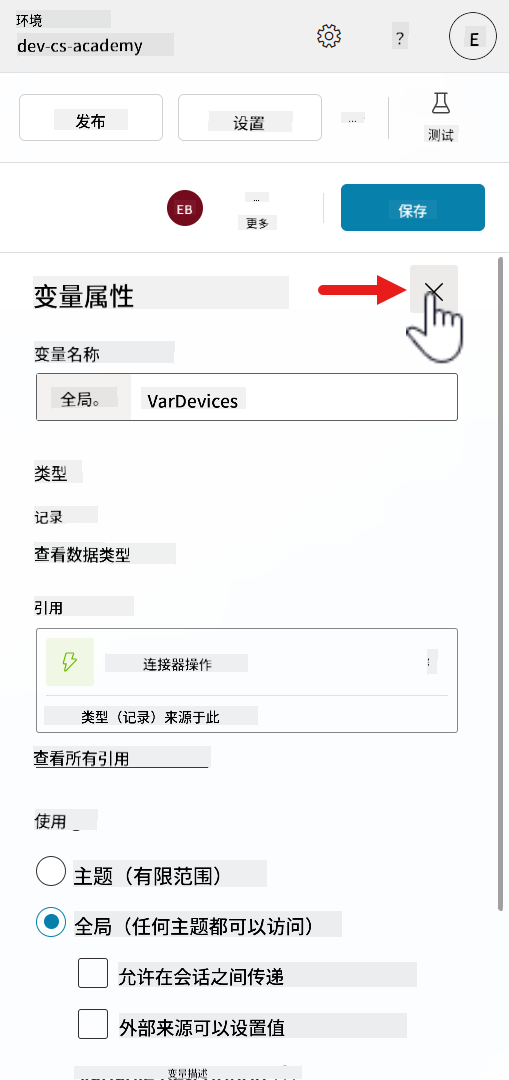 环境
dev-cs-academy
?
E
发布
设置
...
测试
EB
...
更多
保存
变量属性
变量名称
全局。
VarDevices
类型
记录
查看数据类型
引用
连接器操作
类型（记录）来源于此
查看所有引用
使用
主题（有限范围）
全局（任何主题都可以访问）
允许在会话之间传递
外部来源可以设置值
变量描述